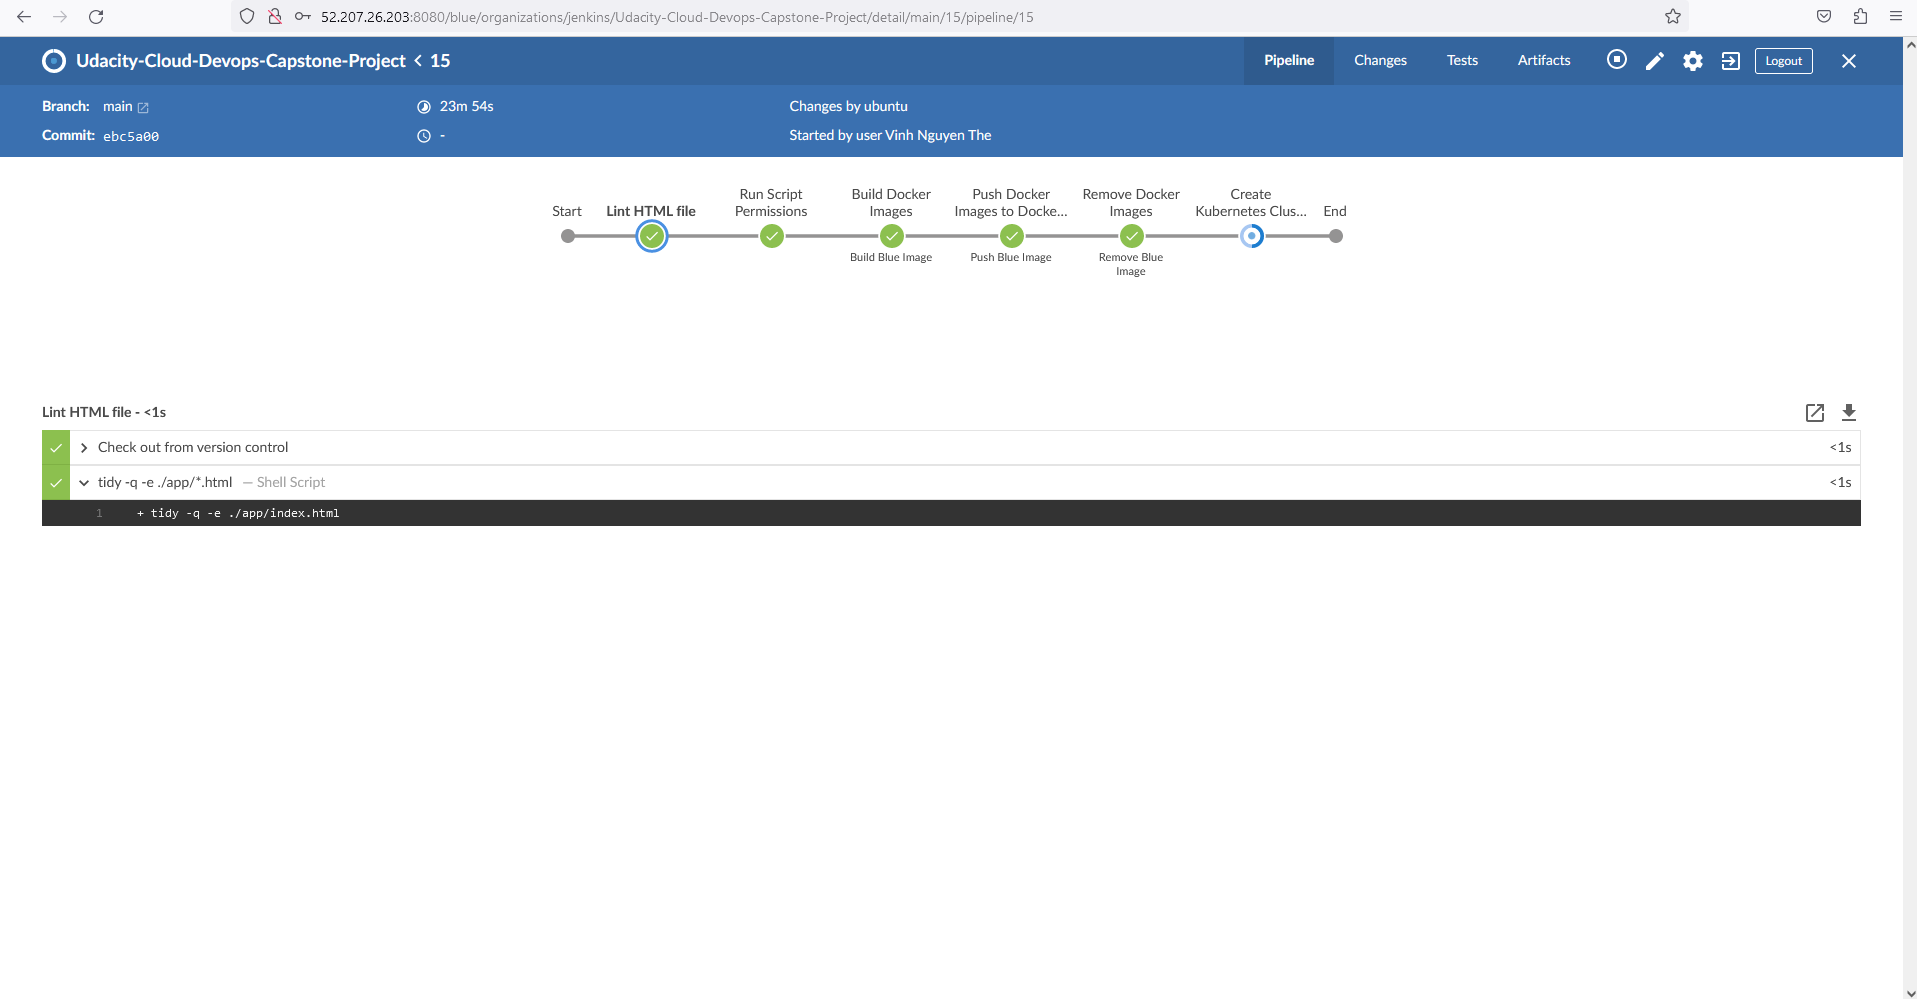 52.207.26.203:8080/blue/organizations/jenkins/Udacity-Cloud-Devops-Capstone-Project/detail/main/15/pipeline/15
Udacity-Cloud-Devops-Capstone-Project < 15
Pipeline
Changes
Tests
Artifacts
Logout
Branch: main
23m 54s
Changes by ubuntu
Commit: ebc5a00
-
Started by user Vinh Nguyen The
Start
Lint HTML file
Run Script
Permissions
Build Docker
Images
Push Docker
Images to Docke...
Remove Docker
Images
Create
Kubernetes Clus...
End
Build Blue Image
Push Blue Image
Remove Blue
Image
Lint HTML file - <1s
Check out from version control
<1s
tidy -q -e ./app/*.html — Shell Script
<1s
1 + tidy -q -e ./app/index.html